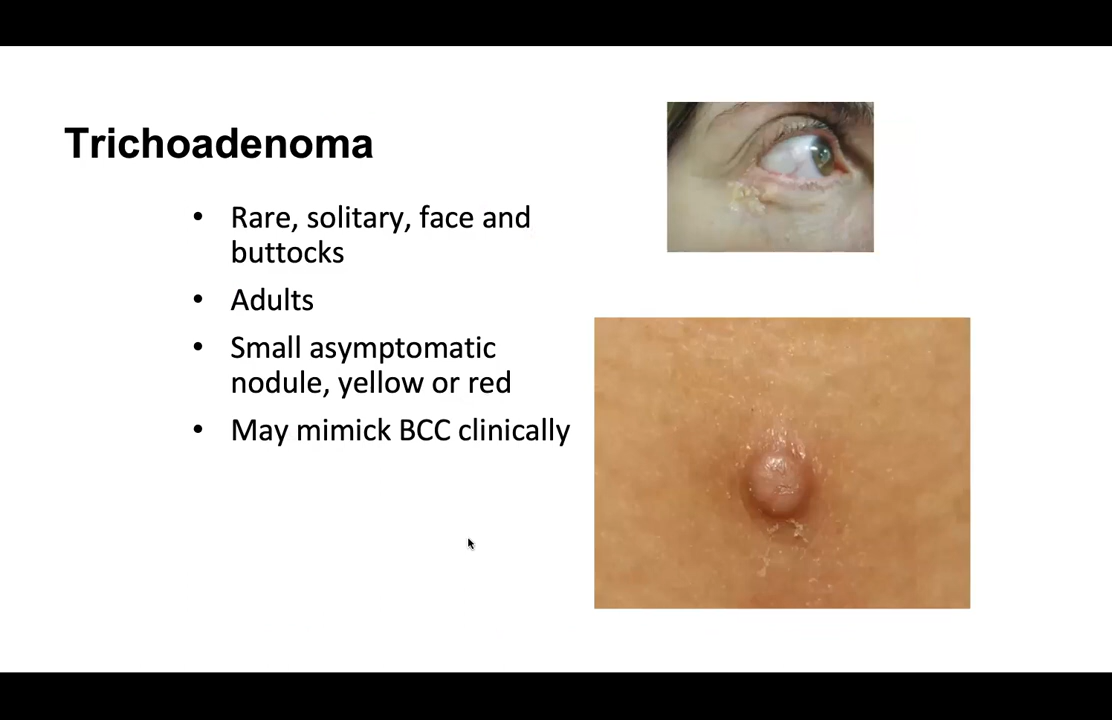 Trichoadenoma
• Rare, solitary, face and
buttocks
• Adults
• Small asymptomatic
nodule, yellow or red
• May mimick BCC clinically